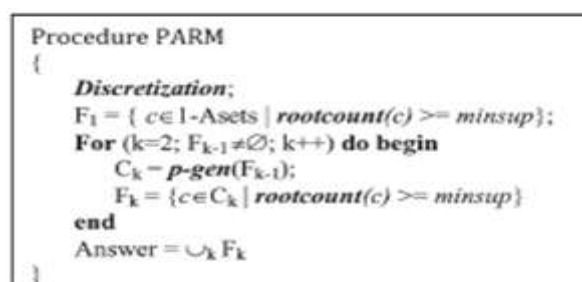 Procedure PARM
{
Discretization;
F₁ = { c∈1-Asets | rootcount(c) >= minsup};
For (k=2; Fₖ₋₁≠∅; k++) do begin
Cₖ = p-gen(Fₖ₋₁);
Fₖ = {c∈Cₖ | rootcount(c) >= minsup}
end
Answer = ∪ₖ Fₖ
}